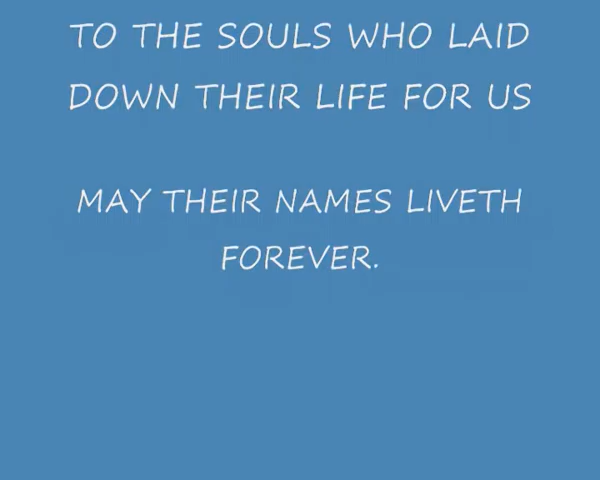 TO THE SOULS WHO LAID
DOWN THEIR LIFE FOR US
MAY THEIR NAMES LIVETH
FOREVER.